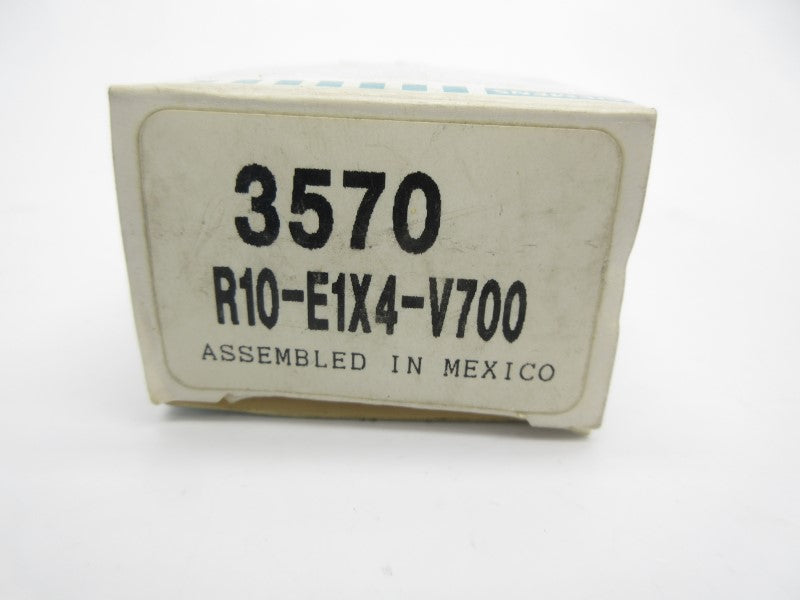 3570
R10-E1X4-V700
ASSEMBLED IN MEXICO